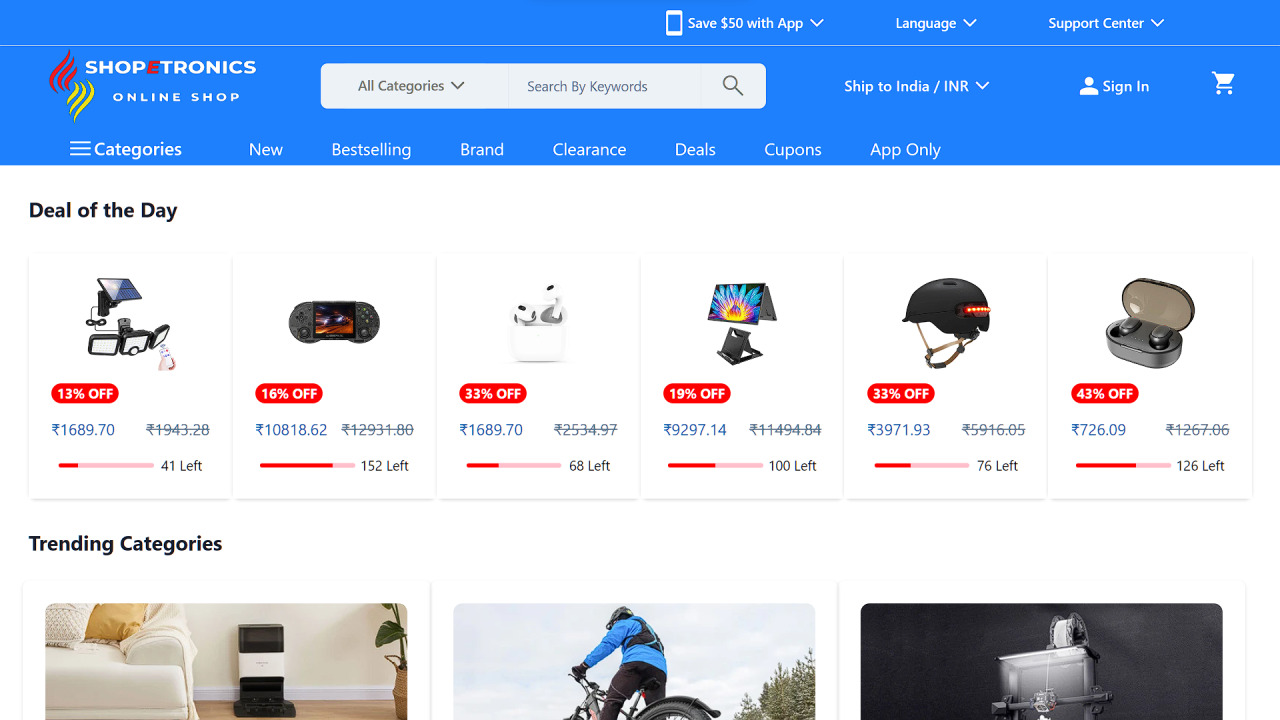 Save $50 with App
Language
Support Center
SHOPETRONICS
ONLINE SHOP
All Categories
Search By Keywords
Ship to India / INR
Sign In
Categories
New
Bestselling
Brand
Clearance
Deals
Cupons
App Only
Deal of the Day
13% OFF
₹1689.70 ₹1943.28
41 Left
16% OFF
₹10818.62 ₹12931.80
152 Left
33% OFF
₹1689.70 ₹2534.97
68 Left
19% OFF
₹9297.14 ₹11494.84
100 Left
33% OFF
₹3971.93 ₹5916.05
76 Left
43% OFF
₹726.09 ₹1267.06
126 Left
Trending Categories